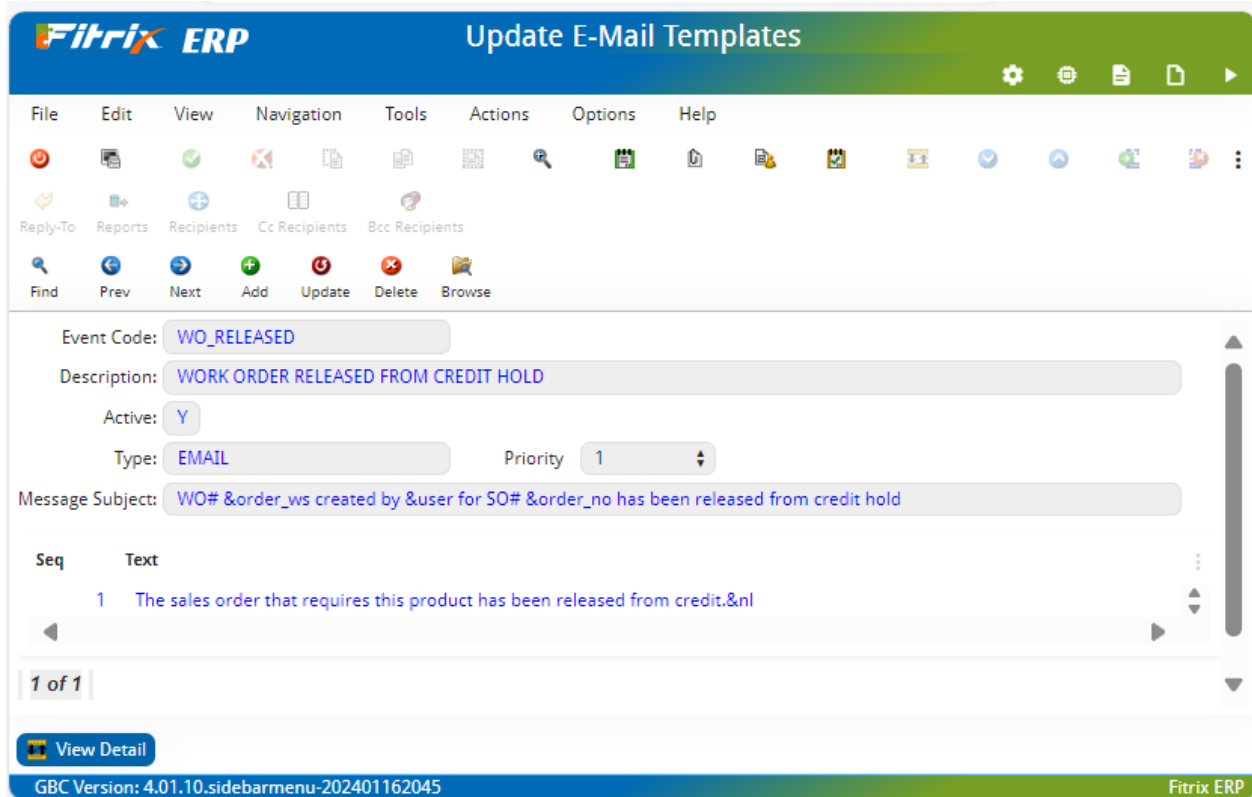 Fitrix ERP
Update E-Mail Templates
File Edit View Navigation Tools Actions Options Help
Reply-To Reports Recipients Cc Recipients Bcc Recipients
Find Prev Next Add Update Delete Browse
Event Code: WO_RELEASED
Description: WORK ORDER RELEASED FROM CREDIT HOLD
Active: Y
Type: EMAIL Priority 1
Message Subject: WO# &order_ws created by &user for SO# &order_no has been released from credit hold
Seq Text
1 The sales order that requires this product has been released from credit.&nl
1 of 1
View Detail
GBC Version: 4.01.10.sidebarmenu-202401162045 Fitrix ERP